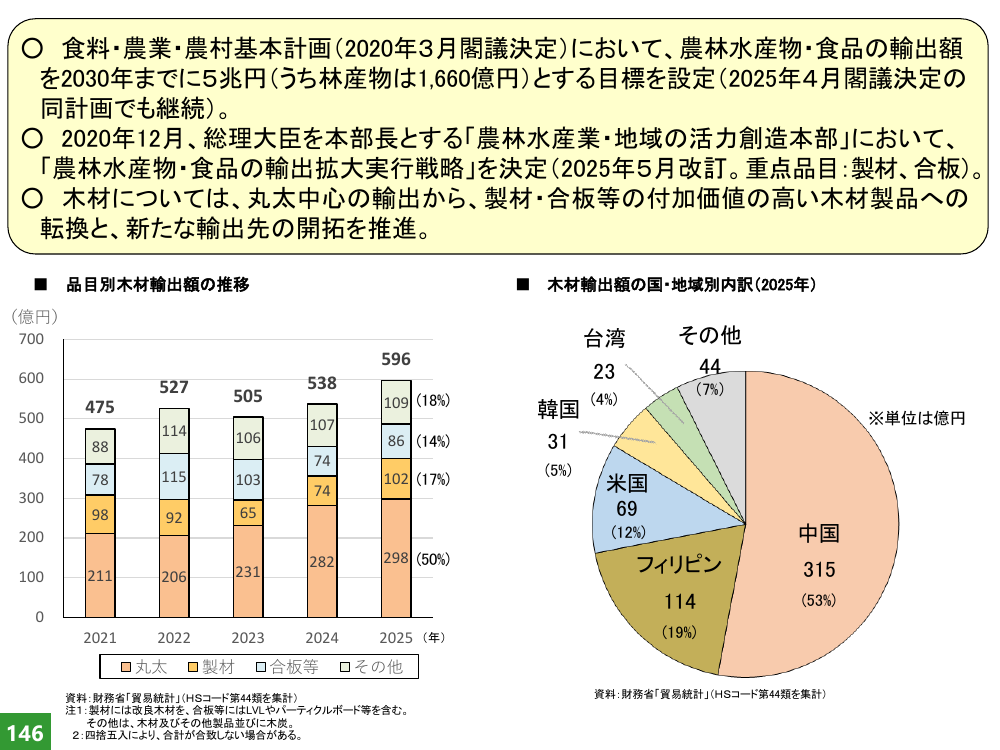 〇　食料・農業・農村基本計画（2020年３月閣議決定）において、農林水産物・食品の輸出額
を2030年までに５兆円（うち林産物は1,660億円）とする目標を設定（2025年４月閣議決定の
同計画でも継続）。
〇　2020年12月、総理大臣を本部長とする「農林水産業・地域の活力創造本部」において、
「農林水産物・食品の輸出拡大実行戦略」を決定（2025年５月改訂。重点品目：製材、合板）。
〇　木材については、丸太中心の輸出から、製材・合板等の付加価値の高い木材製品への
転換と、新たな輸出先の開拓を推進。
■　品目別木材輸出額の推移
（億円）
700
600
500
400
300
200
100
0
475
88
78
98
211
527
114
115
92
206
505
106
103
65
231
538
107
74
74
282
596
109 (18%)
86 (14%)
102 (17%)
298 (50%)
2021 2022 2023 2024 2025 （年）
丸太 製材 合板等 その他
資料：財務省「貿易統計」（HSコード第44類を集計）
注１：製材には改良木材を、合板等にはLVLやパーティクルボード等を含む。
その他は、木材及びその他製品並びに木炭。
２：四捨五入により、合計が合致しない場合がある。
■　木材輸出額の国・地域別内訳（2025年）
※単位は億円
中国
315
(53%)
フィリピン
114
(19%)
米国
69
(12%)
韓国
31
(5%)
台湾
23
(4%)
その他
44
(7%)
資料：財務省「貿易統計」（HSコード第44類を集計）
146